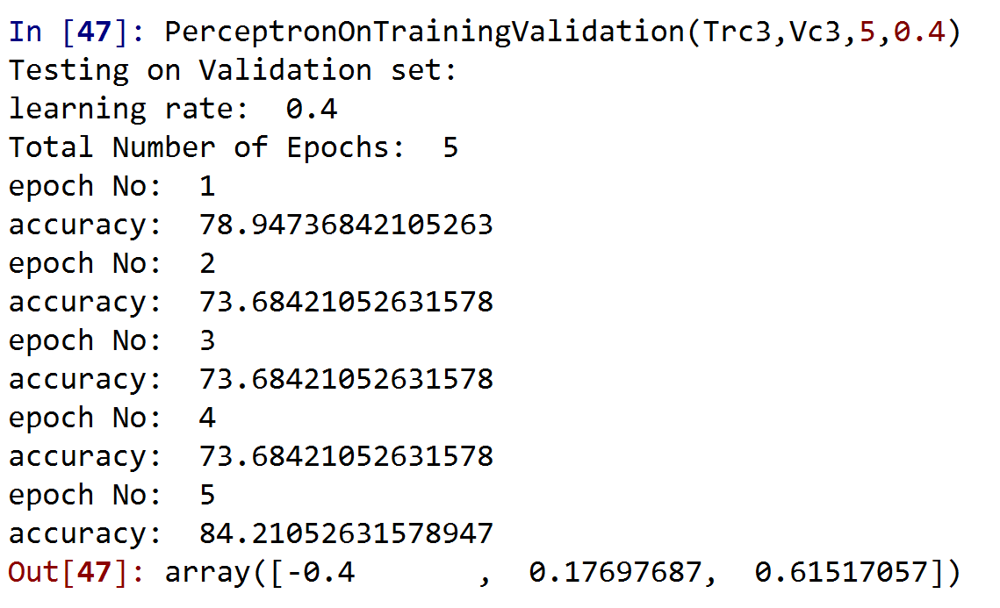 In [47]: PerceptronOnTrainingValidation(Trc3,Vc3,5,0.4)
Testing on Validation set:
learning rate:  0.4
Total Number of Epochs:  5
epoch No:  1
accuracy:  78.94736842105263
epoch No:  2
accuracy:  73.68421052631578
epoch No:  3
accuracy:  73.68421052631578
epoch No:  4
accuracy:  73.68421052631578
epoch No:  5
accuracy:  84.21052631578947
Out[47]: array([-0.4       ,  0.17697687,  0.61517057])